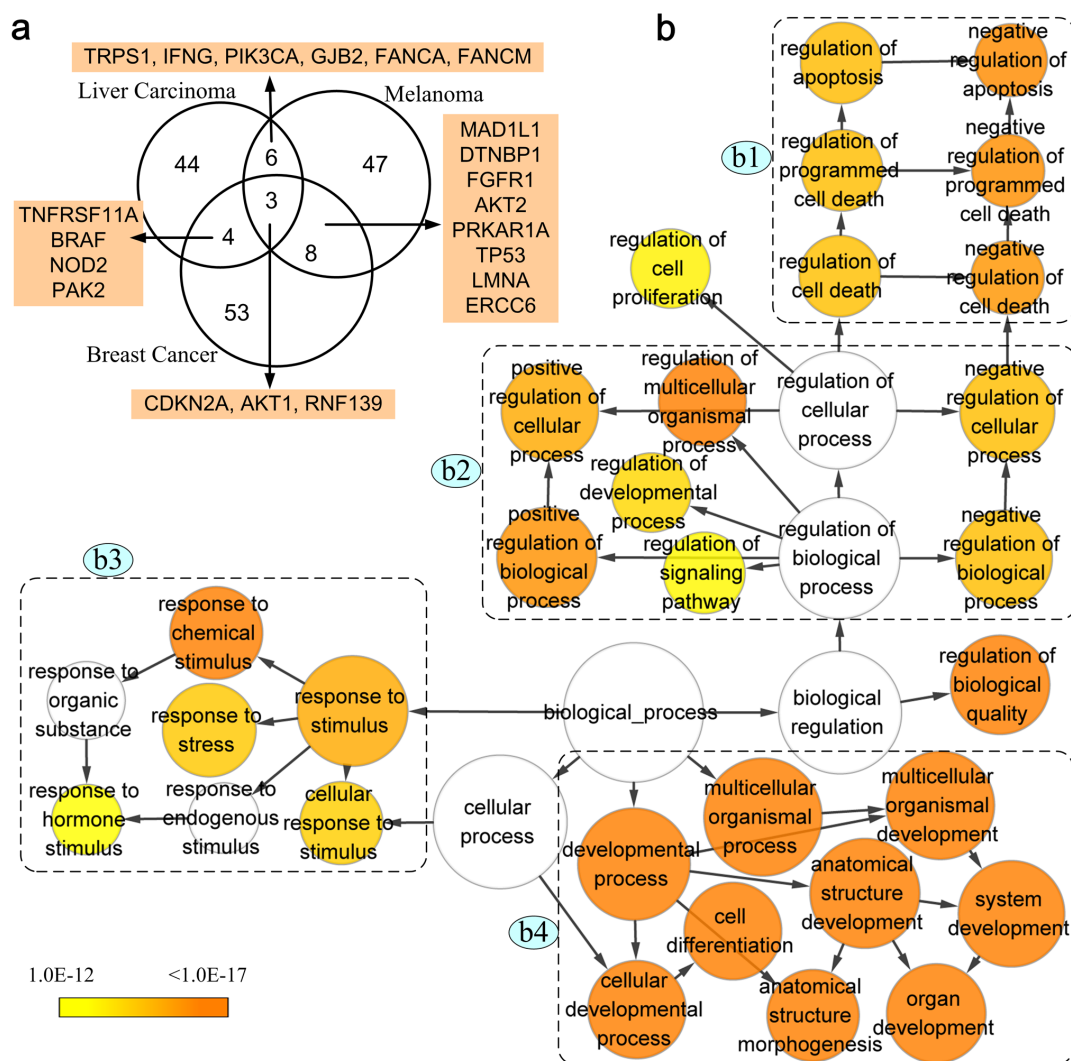 a
TRPS1, IFNG, PIK3CA, GJB2, FANCA, FANCM
Liver Carcinoma
Melanoma
44
6
47
3
4
8
53
Breast Cancer
TNFRSF11A
BRAF
NOD2
PAK2
MAD1L1
DTNBP1
FGFR1
AKT2
PRKAR1A
TP53
LMNA
ERCC6
CDKN2A, AKT1, RNF139
b
b1
regulation of
apoptosis
negative
regulation of
apoptosis
regulation of
programmed
cell death
negative
regulation of
programmed
cell death
regulation of
cell death
negative
regulation of
cell death
regulation of
cell
proliferation
b2
positive
regulation of
cellular
process
regulation of
multicellular
organismal
process
regulation of
cellular
process
negative
regulation of
cellular
process
regulation of
developmental
process
positive
regulation of
biological
process
regulation of
signaling
pathway
regulation of
biological
process
negative
regulation of
biological
process
b3
response to
chemical
stimulus
response to
organic
substance
response to
stress
response to
stimulus
response to
hormone
stimulus
response to
endogenous
stimulus
cellular
response to
stimulus
biological_process
biological
regulation
regulation of
biological
quality
cellular
process
b4
multicellular
organismal
process
multicellular
organismal
development
developmental
process
anatomical
structure
development
system
development
cell
differentiation
cellular
developmental
process
anatomical
structure
morphogenesis
organ
development
1.0E-12
<1.0E-17